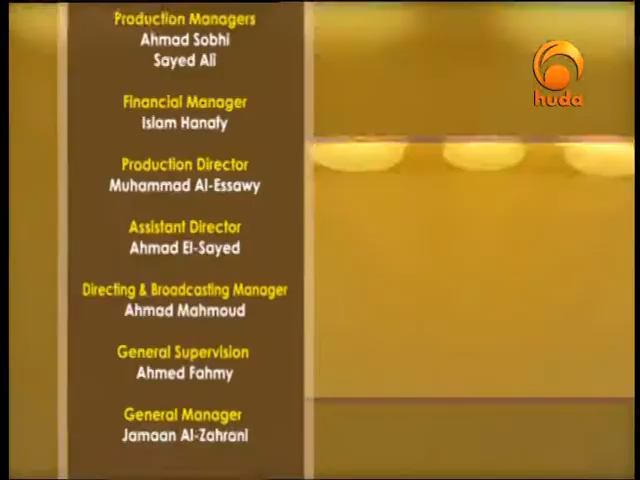 Production Managers
Ahmad Sobhi
Sayed Ali
Financial Manager
Islam Hanafy
Production Director
Muhammad Al-Essawy
Assistant Director
Ahmad El-Sayed
Directing & Broadcasting Manager
Ahmad Mahmoud
General Supervision
Ahmed Fahmy
General Manager
Jamaan Al-Zahrani
huda